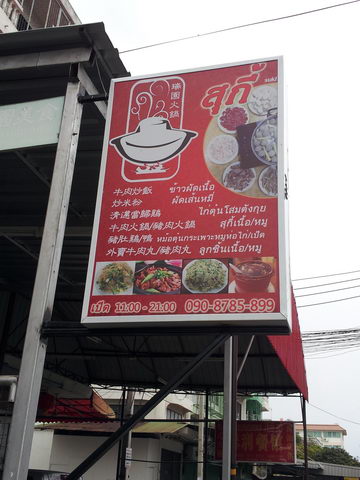 瑞園火鍋
สุกี้
牛肉炒飯 ข้าวผัดเนื้อ
炒米粉 ผัดเส้นหมี่
清邁當歸雞 ไก่ตุ๋นโสมตังกุย
牛肉火鍋/豬肉火鍋 สุกี้เนื้อ/หมู
豬肚雞/鴨 หม้อตุ๋นกระเพาะหมูห่อไก่/เป็ด
外賣牛肉丸/豬肉丸 ลูกชิ้นเนื้อ/หมู
เปิด 11:00 - 21:00 090-8785-899